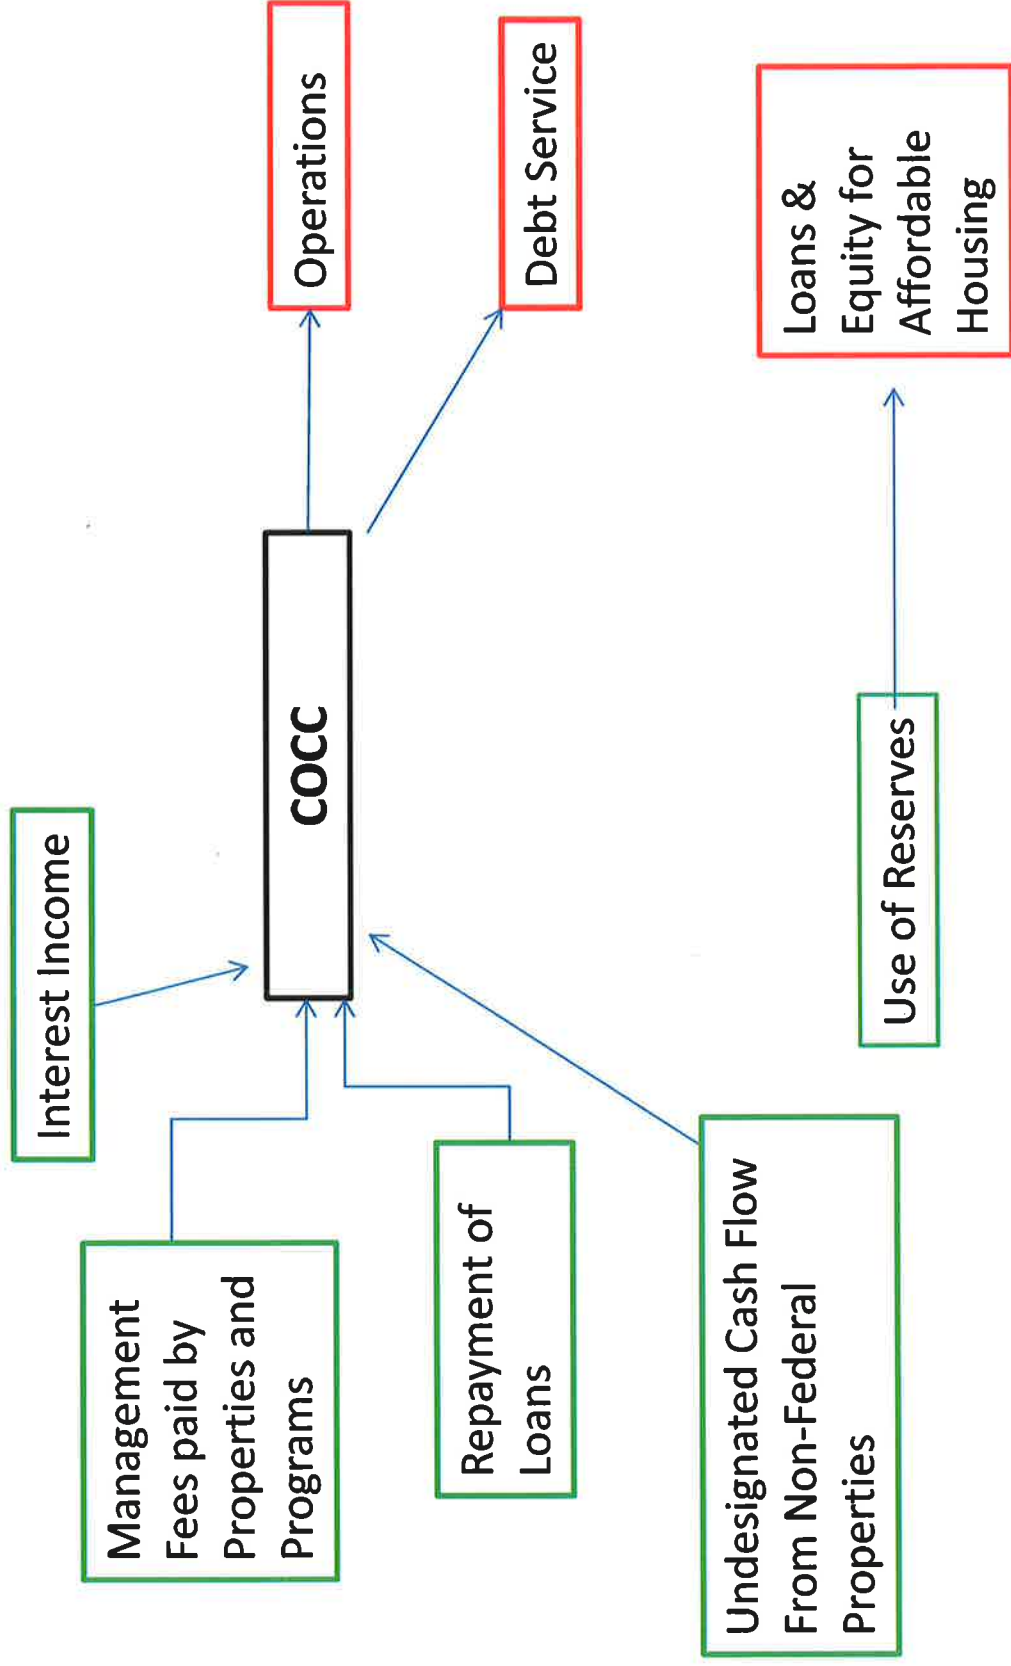 Interest Income
Management
Fees paid by
Properties and
Programs
COCC
Operations
Repayment of
Loans
Debt Service
Undesignated Cash Flow
From Non-Federal
Properties
Use of Reserves
Loans &
Equity for
Affordable
Housing